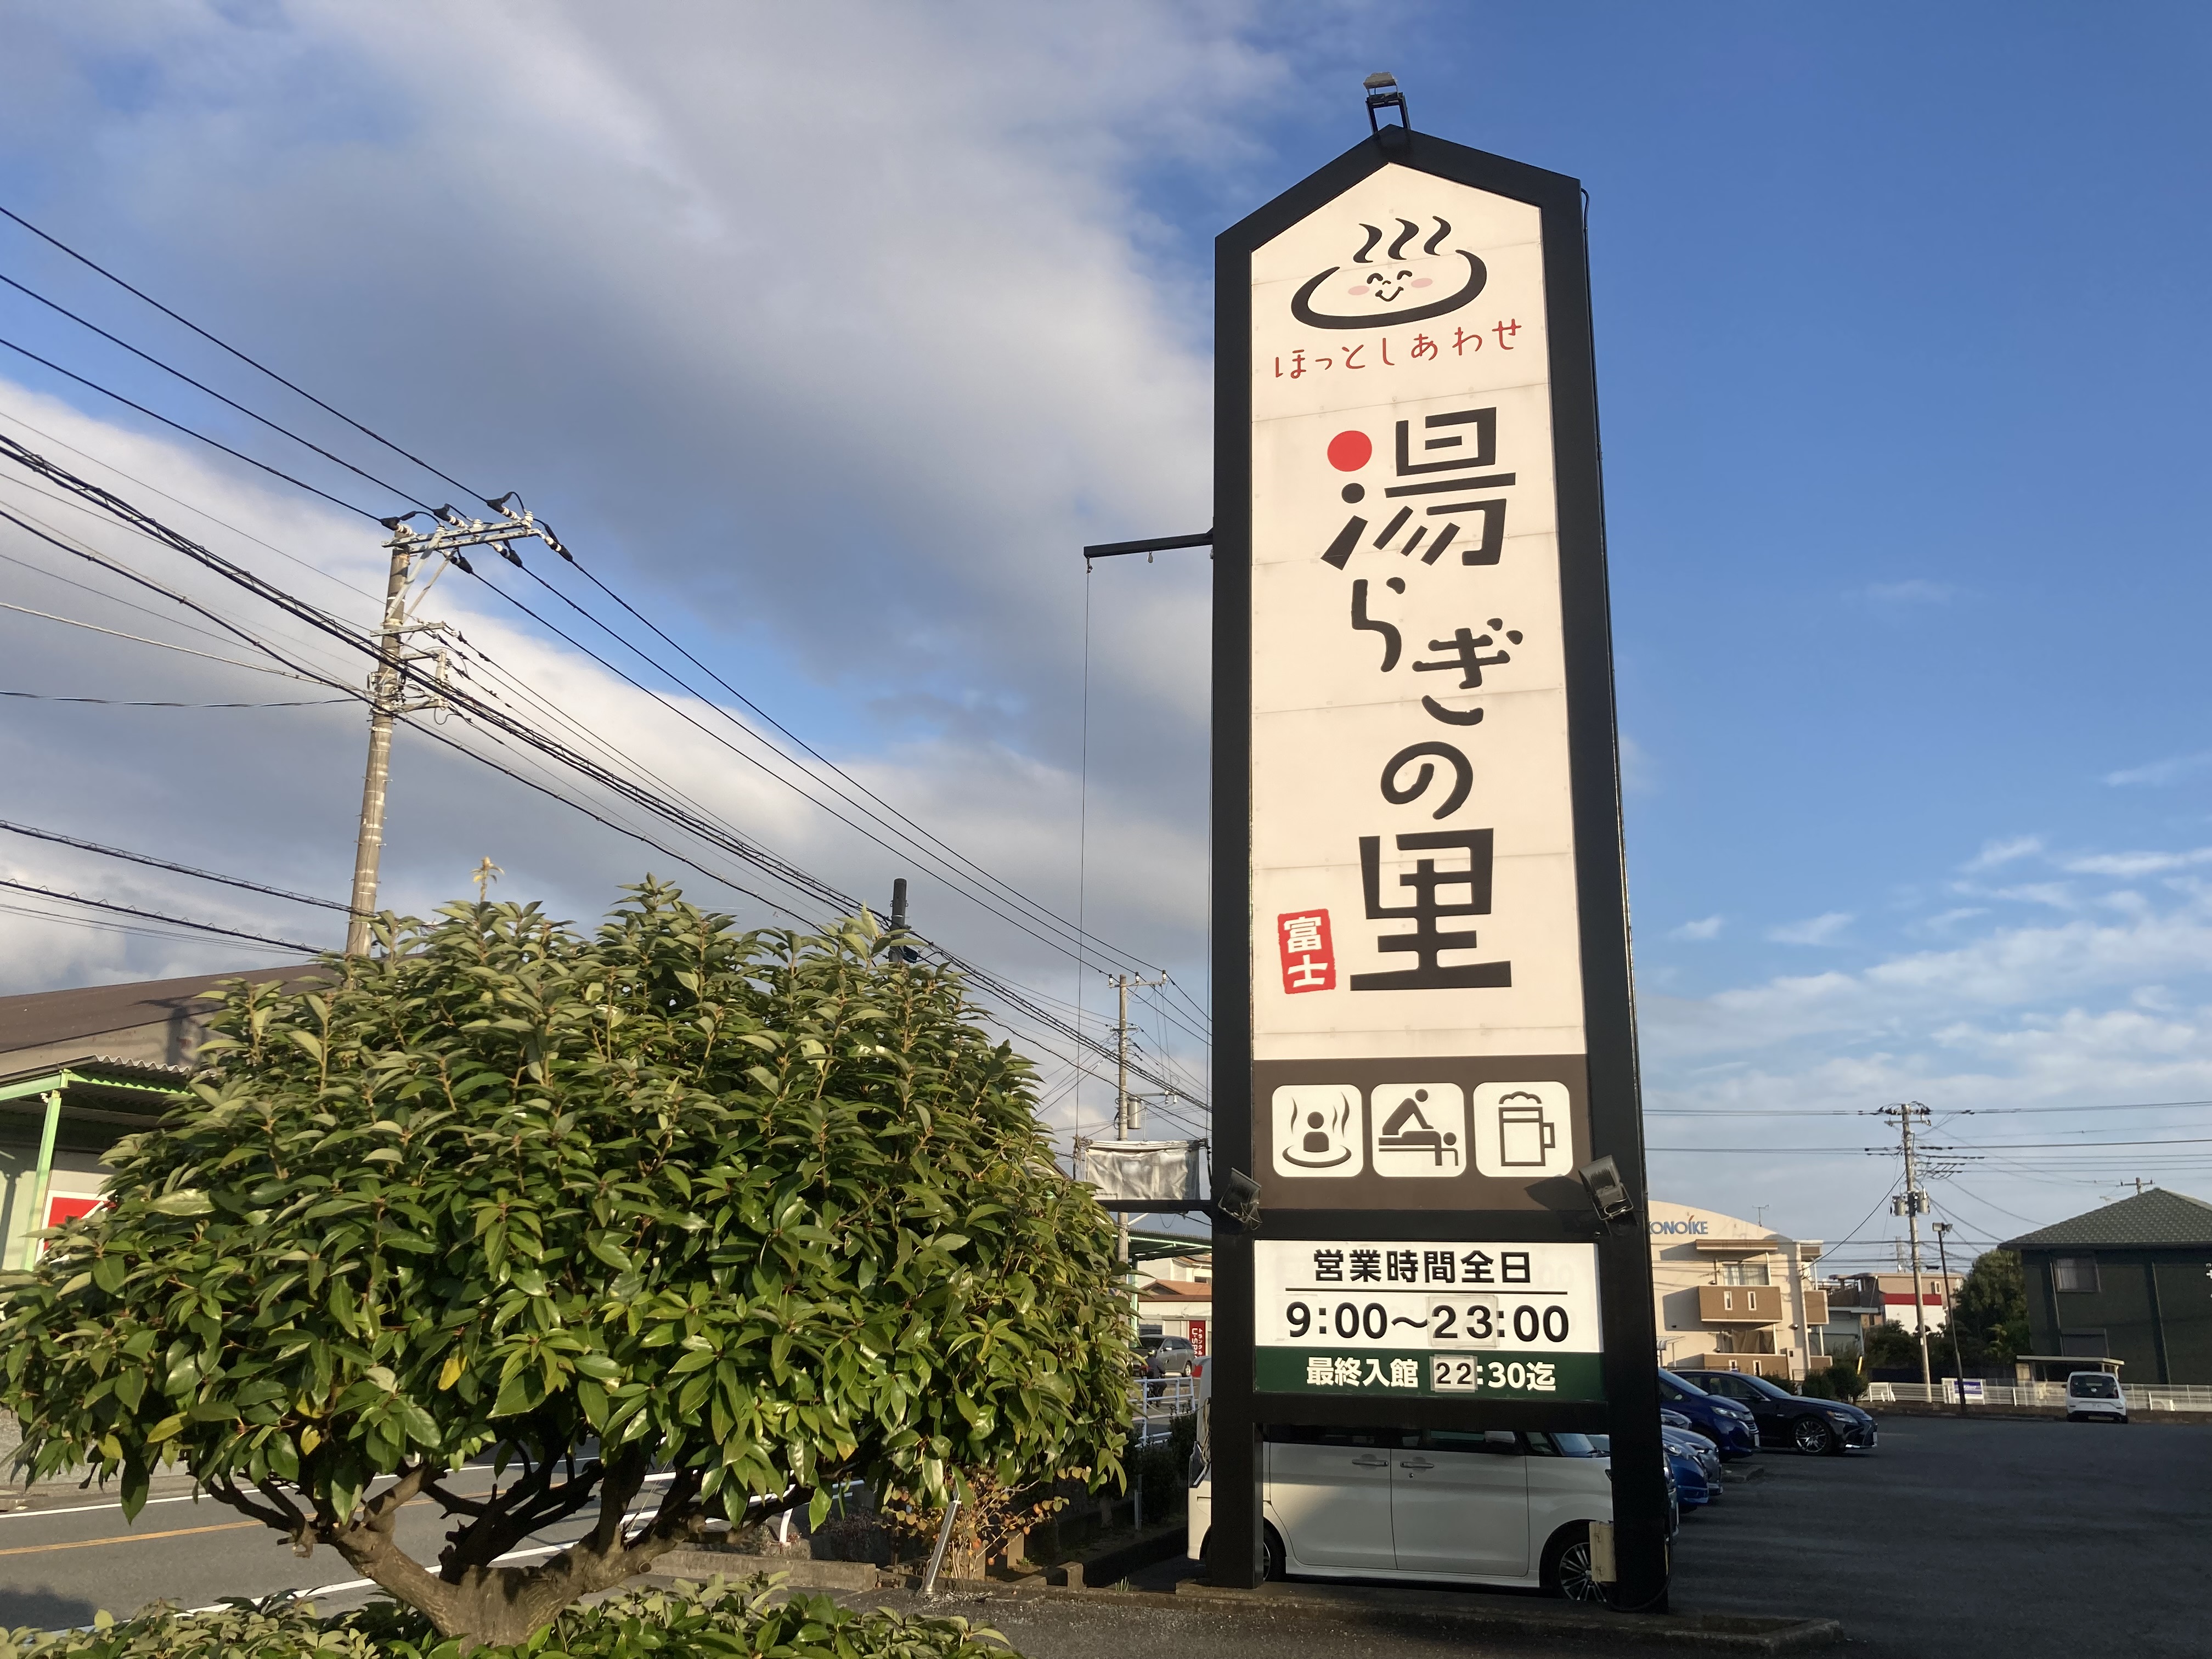 ほっとしあわせ
湯らぎの里
富士
営業時間全日
9:00～23:00
最終入館 22:30迄
ONOIKE